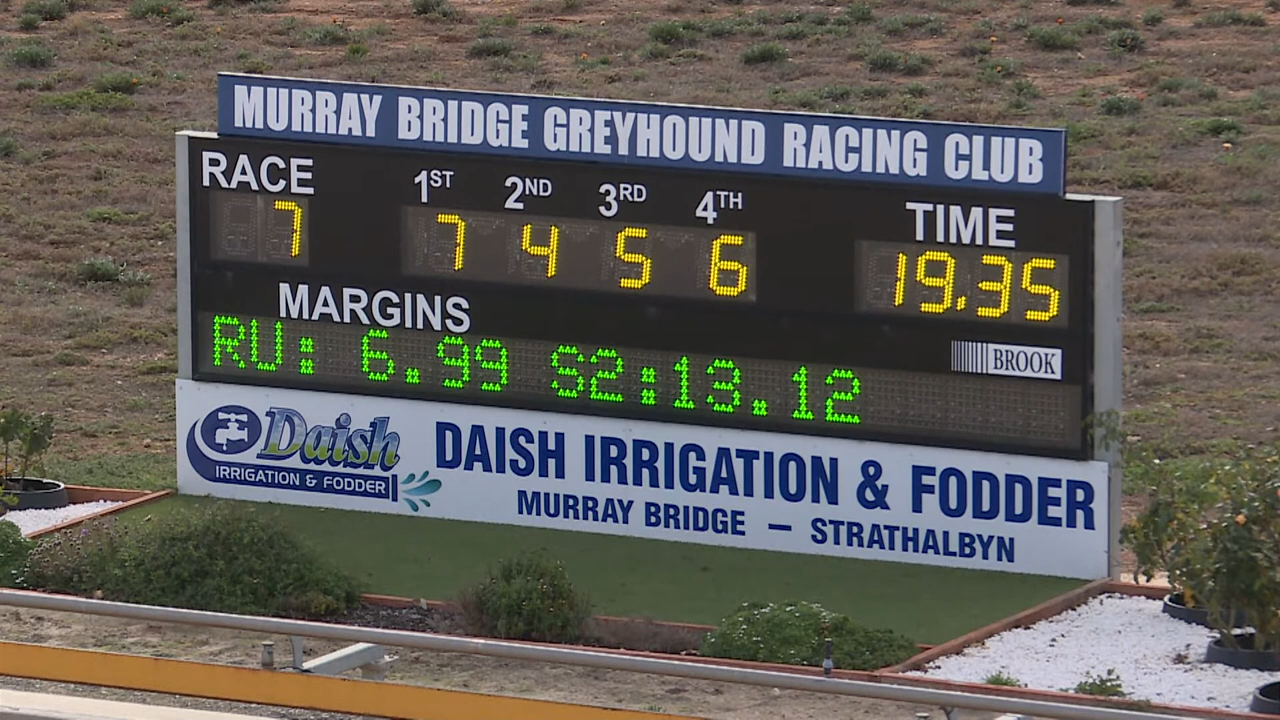 MURRAY BRIDGE GREYHOUND RACING CLUB
RACE 1ST 2ND 3RD 4TH TIME
7 7 4 5 6 19.35
MARGINS
BROOK
RU: 6.99 S2:13.12
Daish
IRRIGATION & FODDER
DAISH IRRIGATION & FODDER
MURRAY BRIDGE – STRATHALBYN